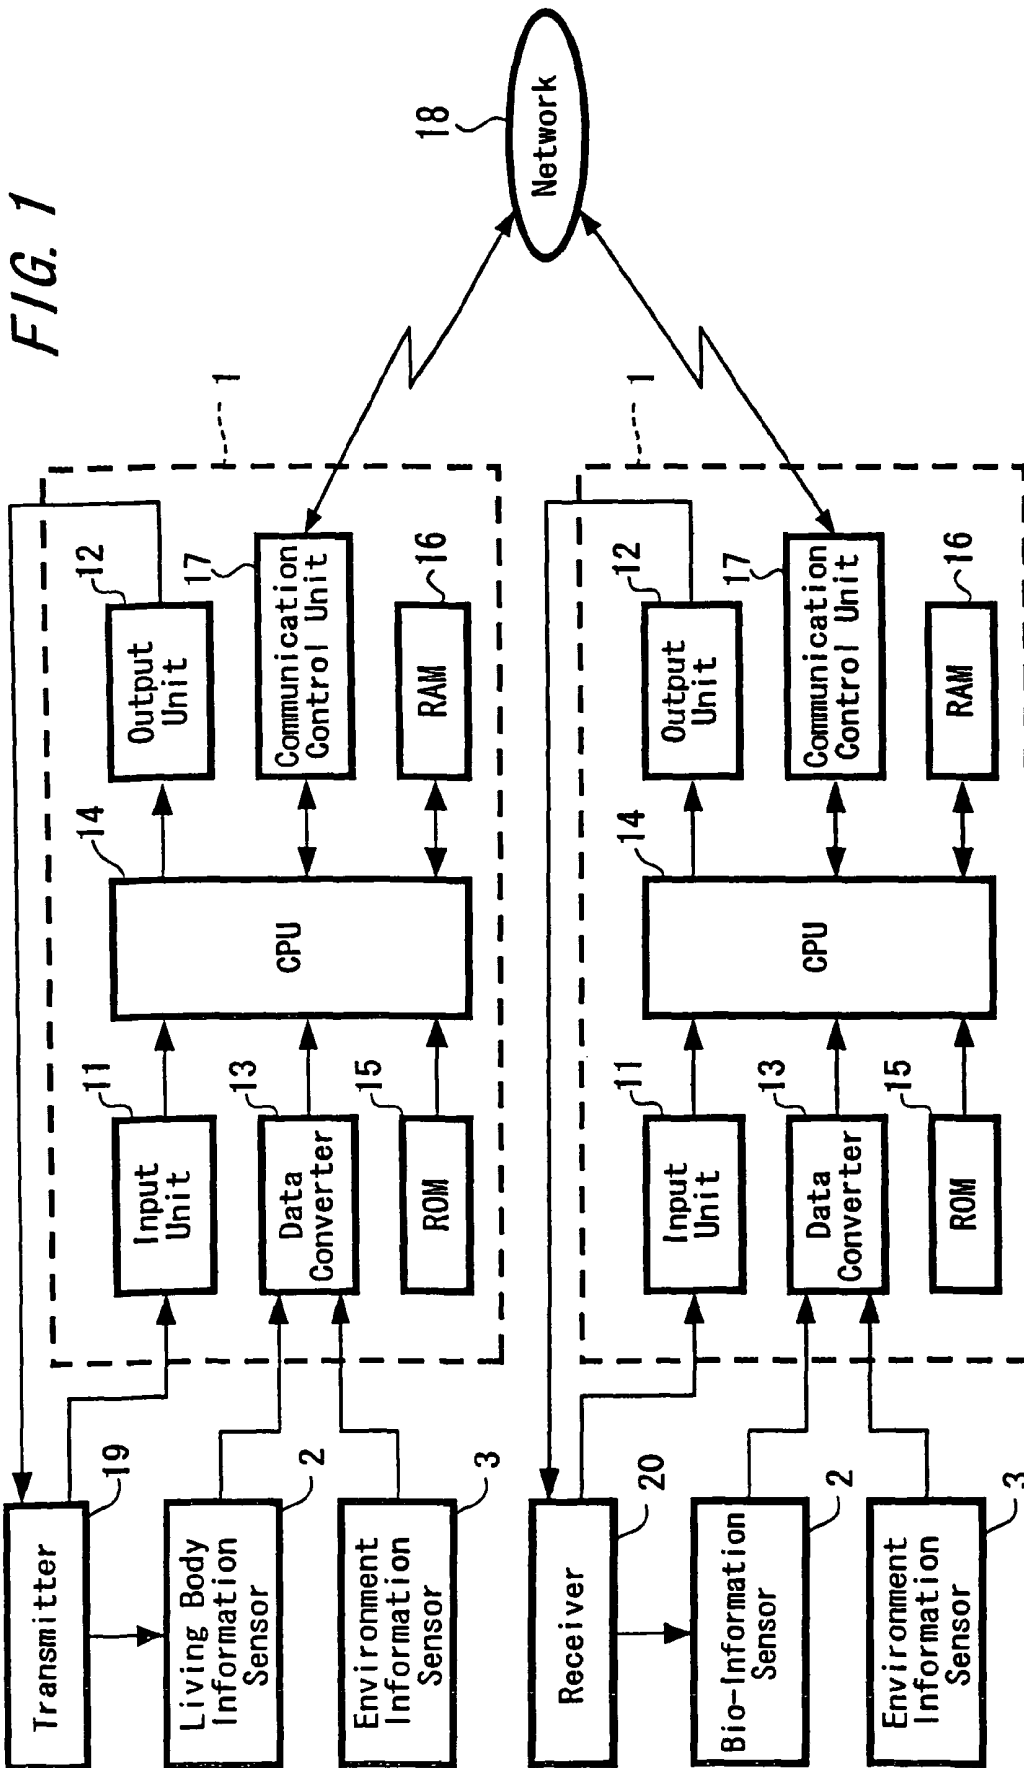 FIG. 1
Transmitter
19
Living Body
Information
Sensor
2
Environment
Information
Sensor
3
1
Input
Unit
11
Data
Converter
13
ROM
15
CPU
14
Output
Unit
12
Communication
Control Unit
17
RAM
16
Network
18
Receiver
20
Bio-Information
Sensor
2
Environment
Information
Sensor
3
1
Input
Unit
11
Data
Converter
13
ROM
15
CPU
14
Output
Unit
12
Communication
Control Unit
17
RAM
16